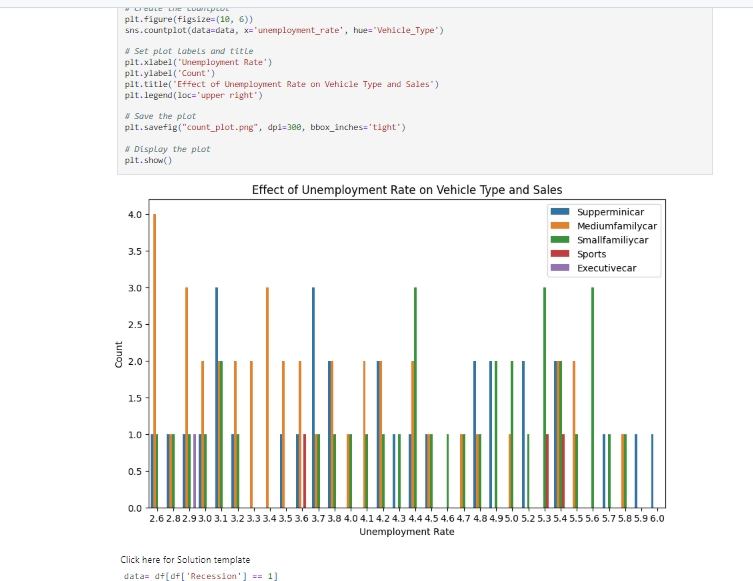 # Create the countplot
plt.figure(figsize=(10, 6))
sns.countplot(data=data, x='unemployment_rate', hue='Vehicle_Type')
# Set plot labels and title
plt.xlabel('Unemployment Rate')
plt.ylabel('Count')
plt.title('Effect of Unemployment Rate on Vehicle Type and Sales')
plt.legend(loc='upper right')
# Save the plot
plt.savefig("count_plot.png", dpi=300, bbox_inches='tight')
# Display the plot
plt.show()
Effect of Unemployment Rate on Vehicle Type and Sales
Supperminicar
Mediumfamilycar
Smallfamiliycar
Sports
Executivecar
4.0
3.5
3.0
2.5
2.0
1.5
1.0
0.5
0.0
Count
2.6 2.8 2.9 3.0 3.1 3.2 3.3 3.4 3.5 3.6 3.7 3.8 4.0 4.1 4.2 4.3 4.4 4.5 4.6 4.7 4.8 4.9 5.0 5.2 5.3 5.4 5.5 5.6 5.7 5.8 5.9 6.0
Unemployment Rate
Click here for Solution template
data= df[df['Recession'] == 1]